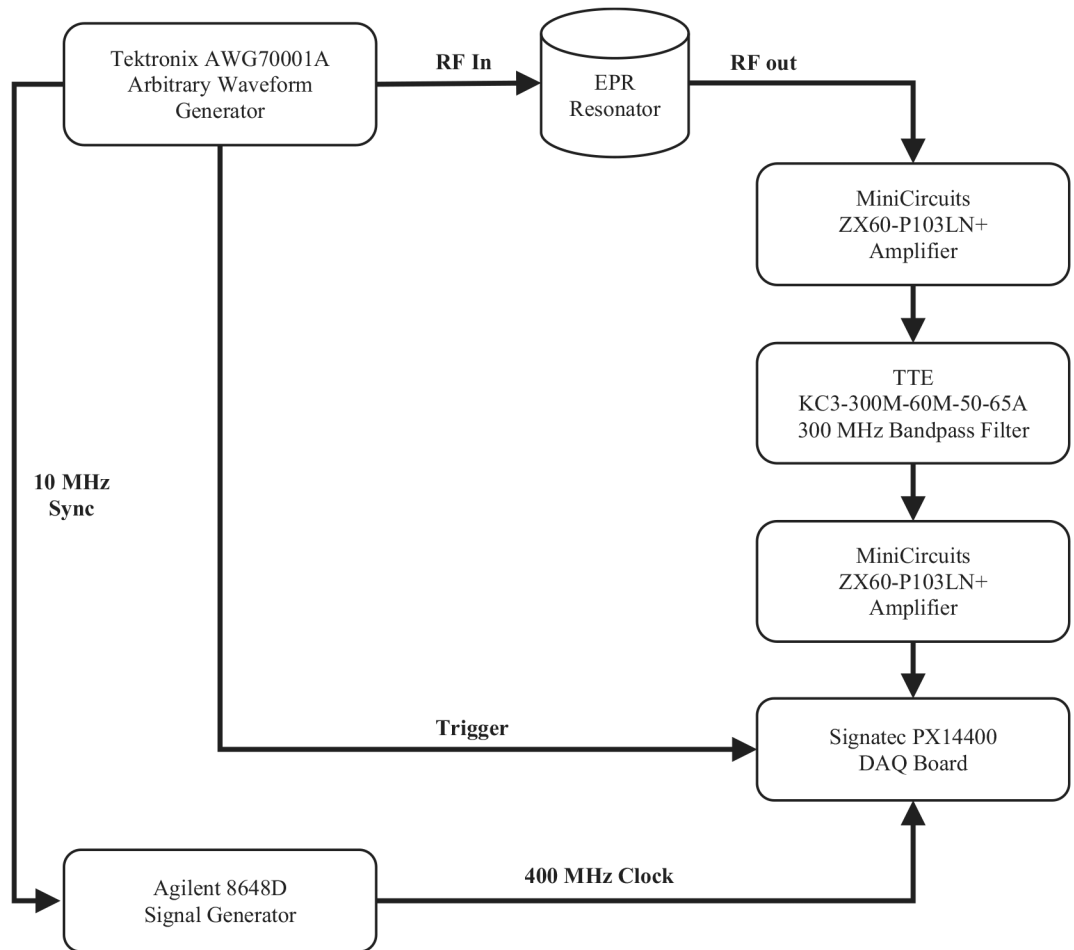 Tektronix AWG70001A
Arbitrary Waveform
Generator
RF In
EPR
Resonator
RF out
MiniCircuits
ZX60-P103LN+
Amplifier
TTE
KC3-300M-60M-50-65A
300 MHz Bandpass Filter
10 MHz
Sync
MiniCircuits
ZX60-P103LN+
Amplifier
Trigger
Signatec PX14400
DAQ Board
Agilent 8648D
Signal Generator
400 MHz Clock